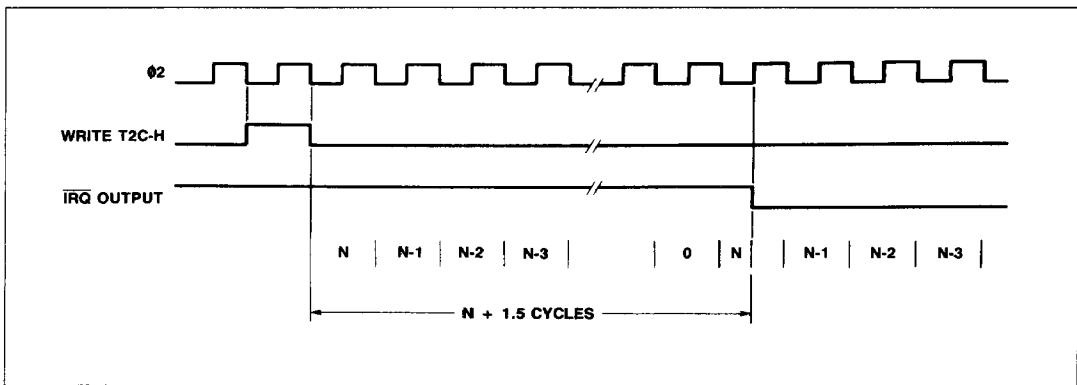 Φ2
WRITE T2C-H
IRQ OUTPUT
N | N-1 | N-2 | N-3 | | 0 | N | | N-1 | N-2 | N-3 |
N + 1.5 CYCLES